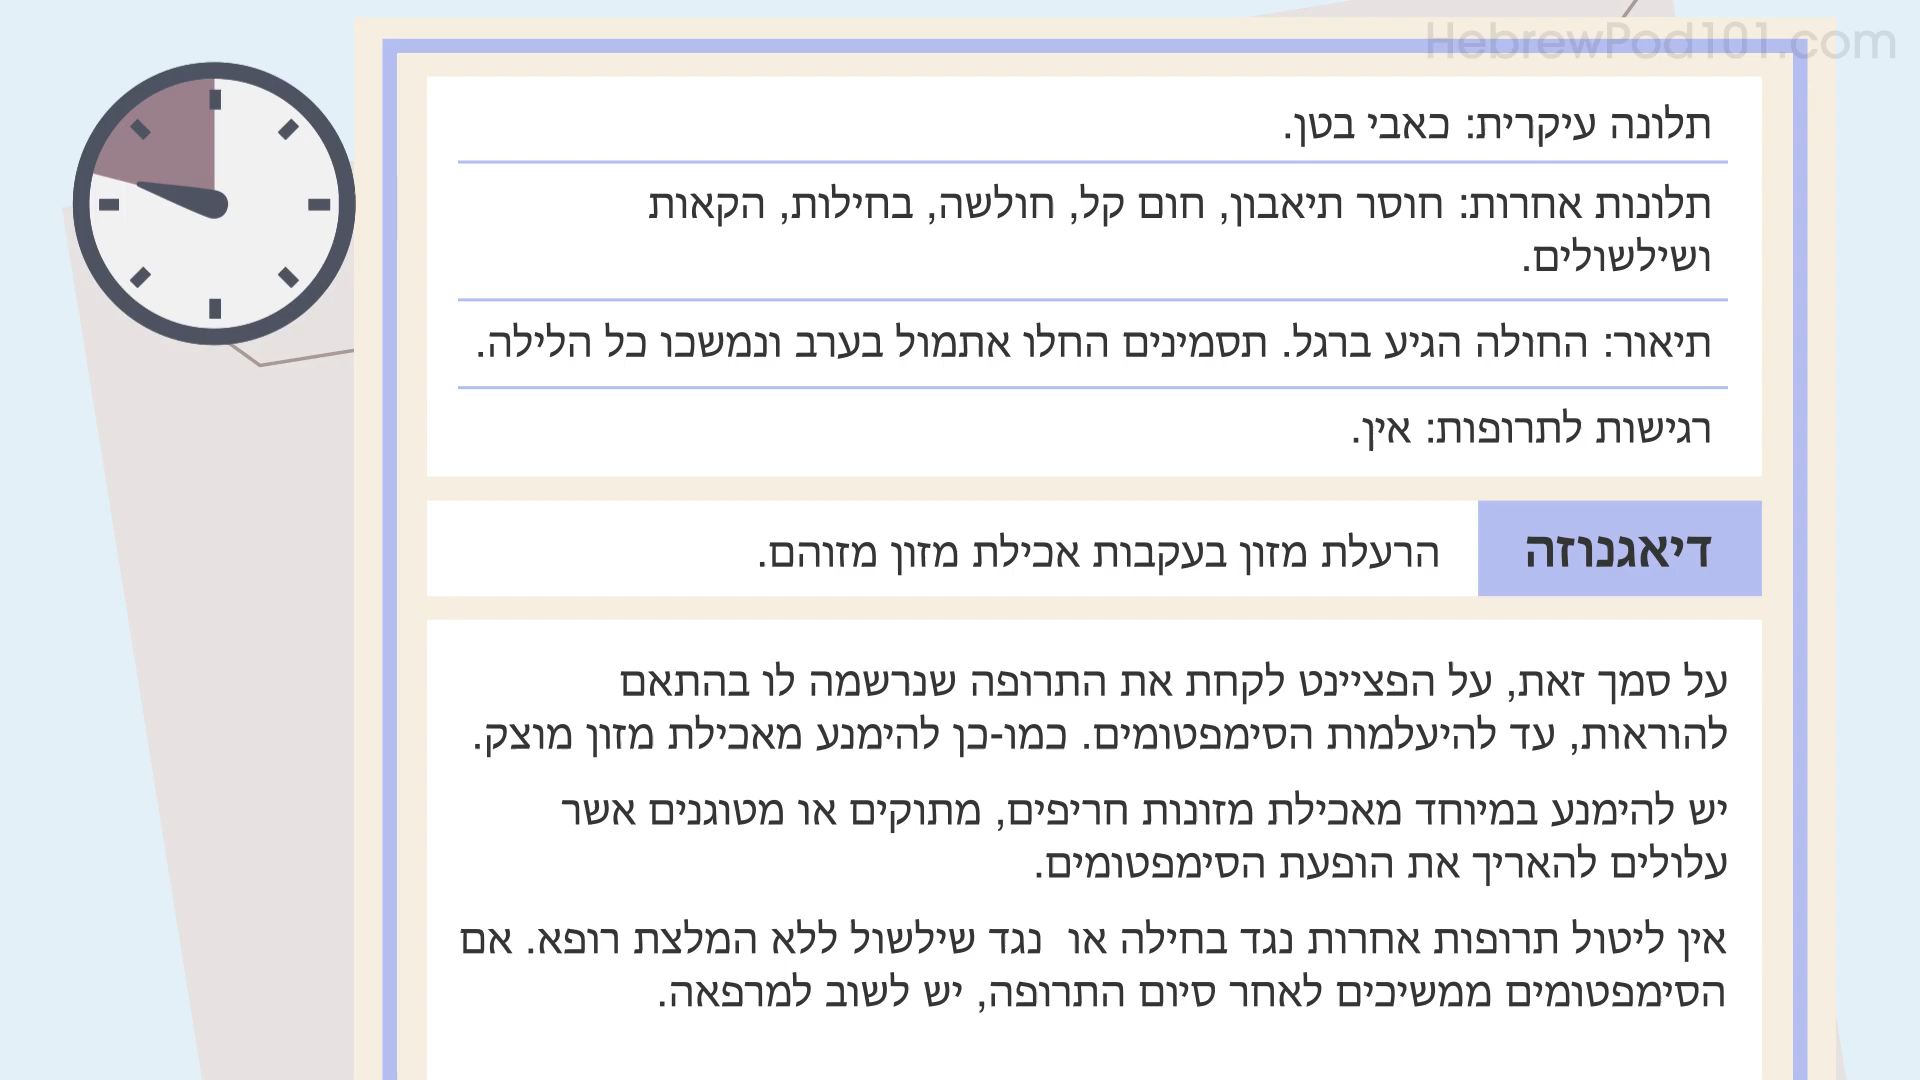 HebrewPod101.com
תלונה עיקרית: כאבי בטן.
תלונות אחרות: חוסר תיאבון, חום קל, חולשה, בחילות, הקאות
ושילשולים.
תיאור: החולה הגיע ברגל. תסמינים החלו אתמול בערב ונמשכו כל הלילה.
רגישות לתרופות: אין.
דיאגנוזה
הרעלת מזון בעקבות אכילת מזון מזוהם.
על סמך זאת, על הפציינט לקחת את התרופה שנרשמה לו בהתאם
להוראות, עד להיעלמות הסימפטומים. כמו-כן להימנע מאכילת מזון מוצק.
יש להימנע במיוחד מאכילת מזונות חריפים, מתוקים או מטוגנים אשר
עלולים להאריך את הופעת הסימפטומים.
אין ליטול תרופות אחרות נגד בחילה או  נגד שילשול ללא המלצת רופא. אם
הסימפטומים ממשיכים לאחר סיום התרופה, יש לשוב למרפאה.